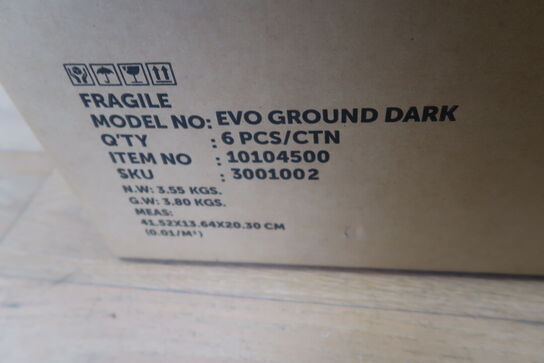 FRAGILE
MODEL NO: EVO GROUND DARK
Q'TY : 6 PCS/CTN
ITEM NO : 10104500
SKU : 3001002
N.W: 3.55 KGS.
G.W: 3.80 KGS.
MEAS:
41.52X13.64X20.30 CM
(0.01/M³)